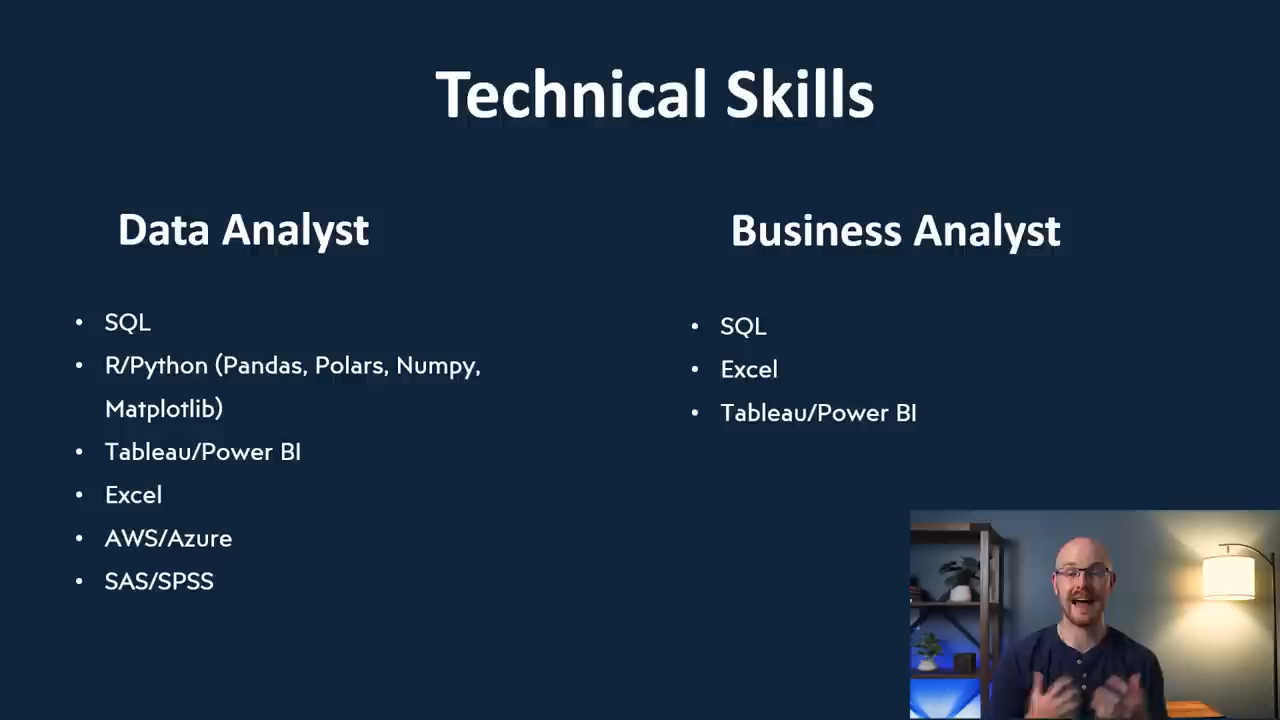 Technical Skills
Data Analyst
• SQL
• R/Python (Pandas, Polars, Numpy,
Matplotlib)
• Tableau/Power BI
• Excel
• AWS/Azure
• SAS/SPSS
Business Analyst
• SQL
• Excel
• Tableau/Power BI